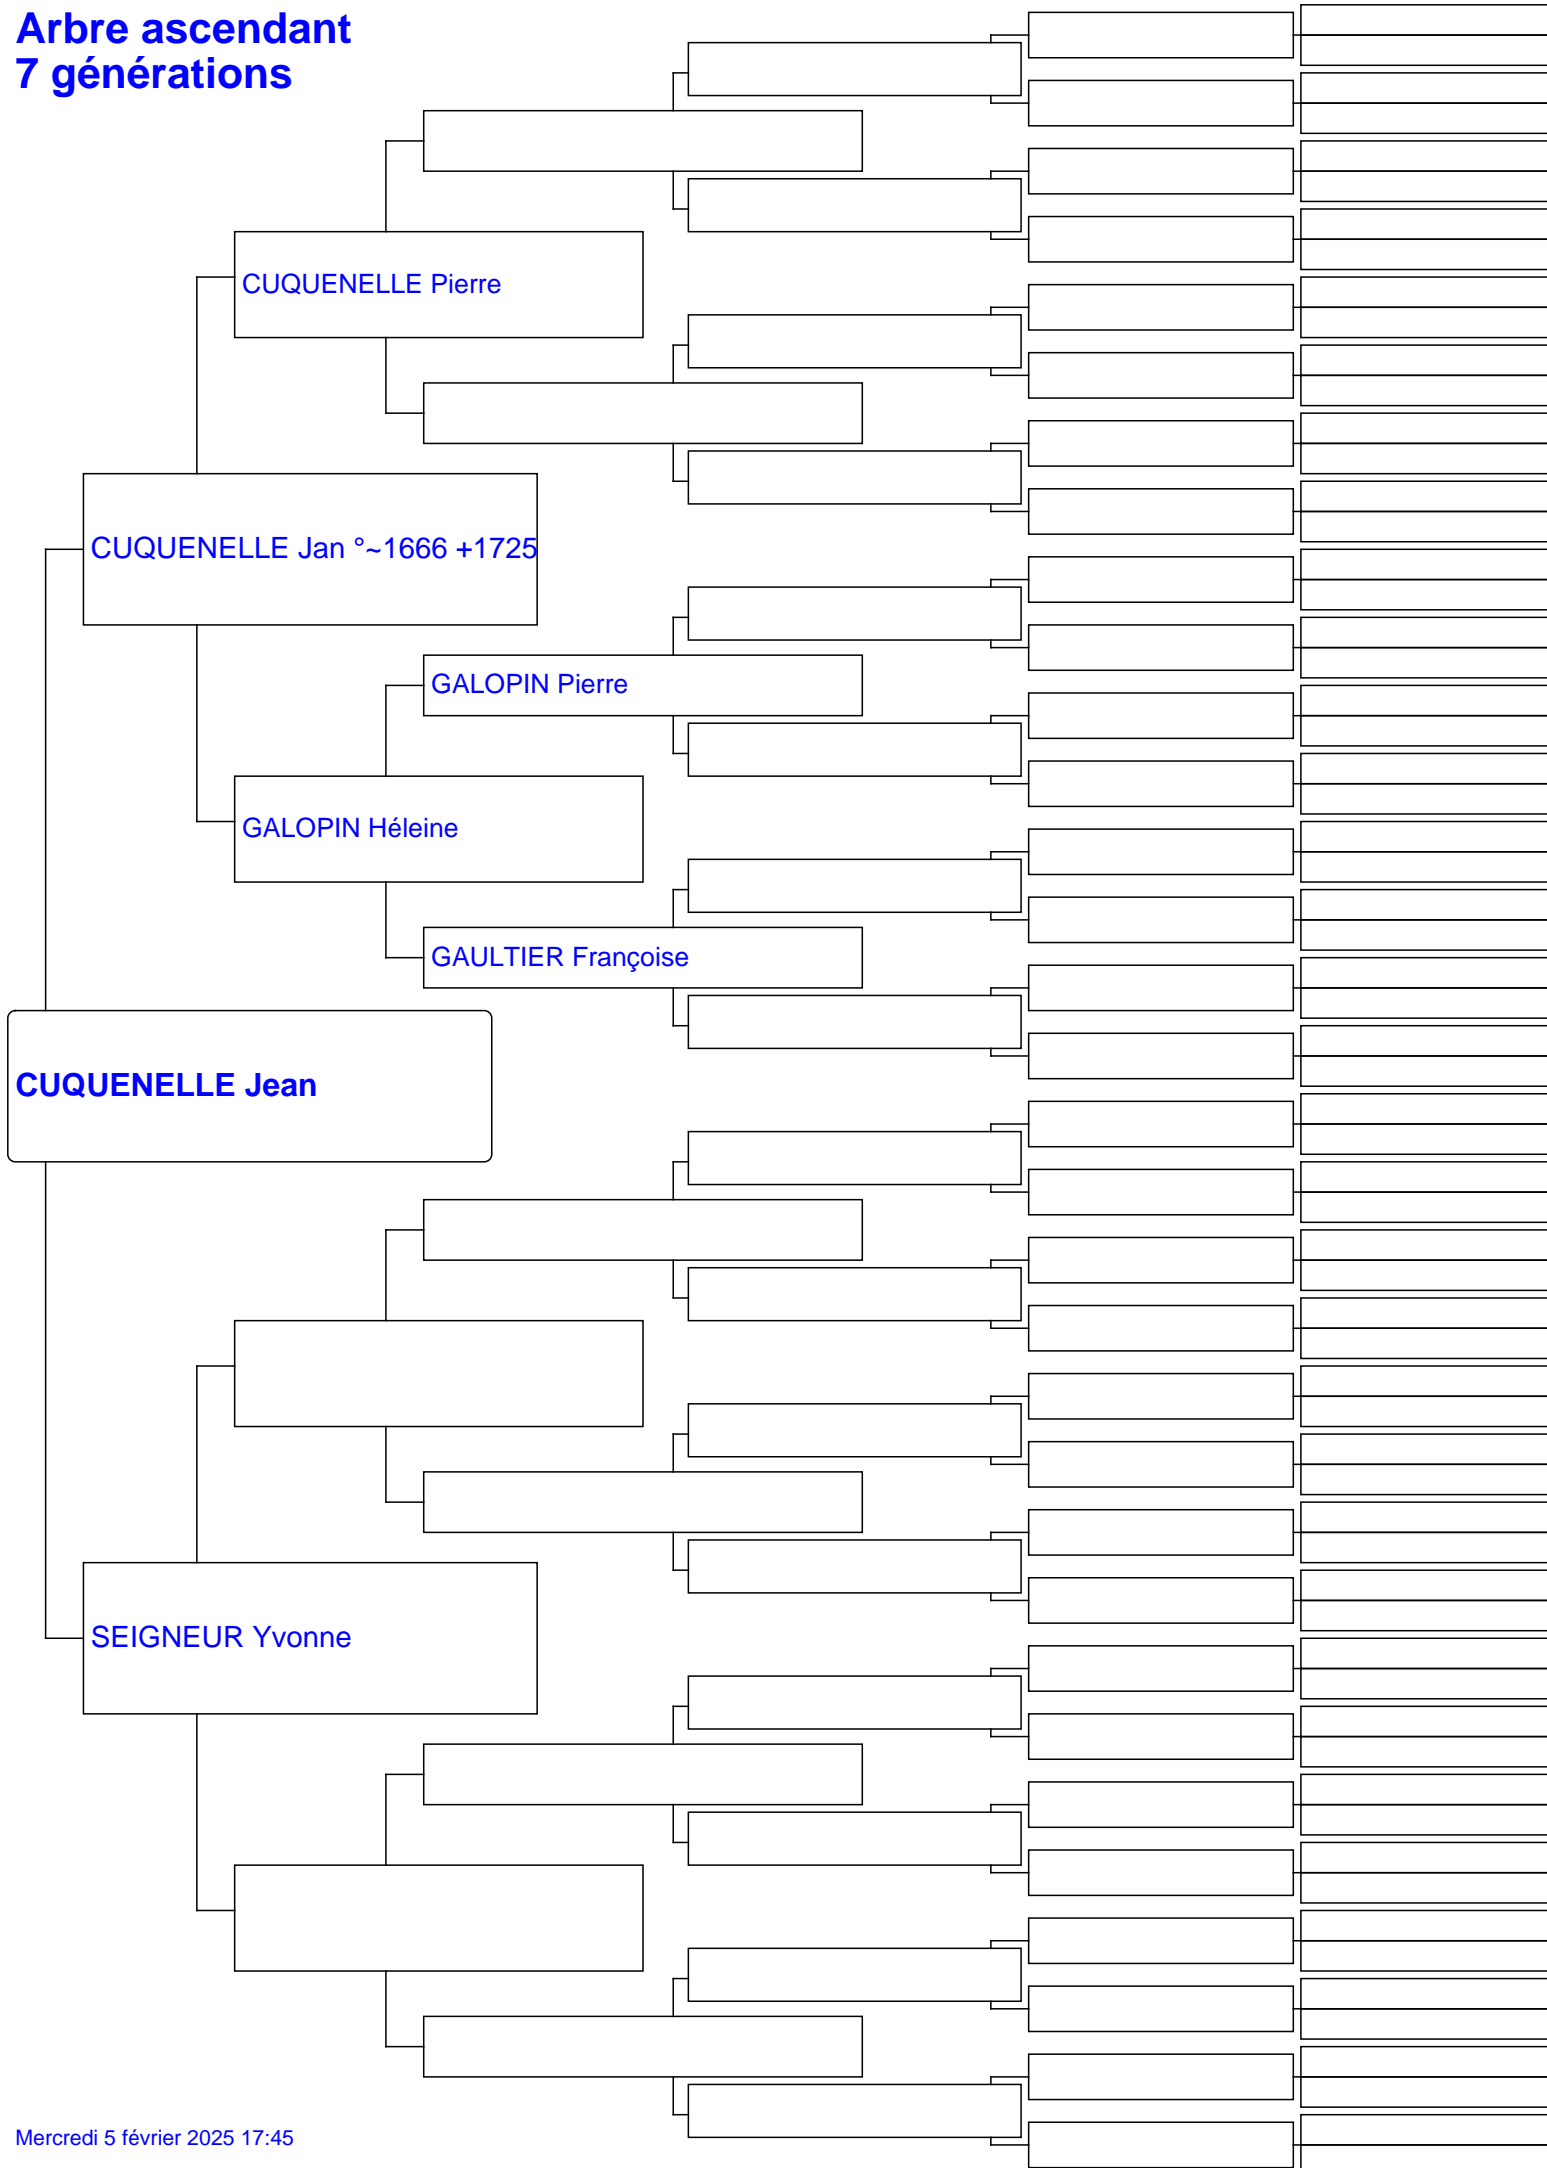 Arbre ascendant
7 générations
CUQUENELLE Pierre
CUQUENELLE Jan °~1666 +1725
GALOPIN Pierre
GALOPIN Héleine
GAULTIER Françoise
CUQUENELLE Jean
SEIGNEUR Yvonne
Mercredi 5 février 2025 17:45